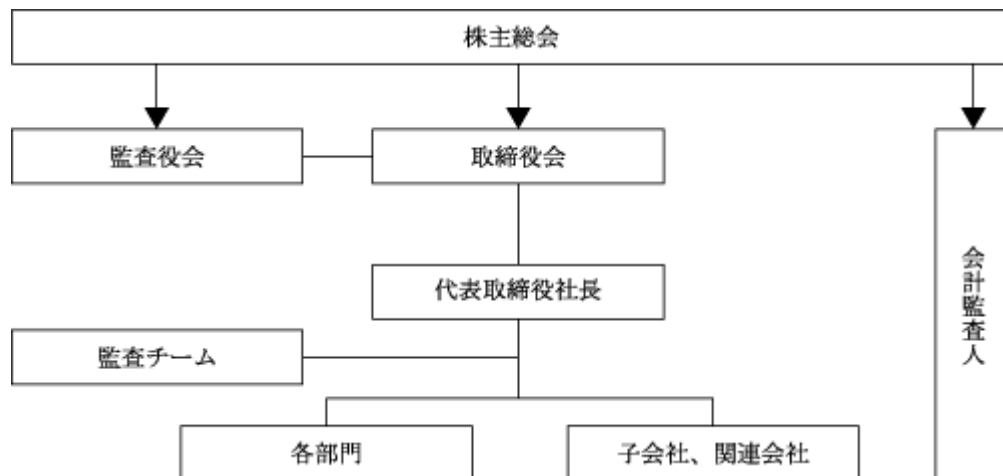 株主総会
監査役会
取締役会
代表取締役社長
会計監査人
監査チーム
各部門
子会社、関連会社